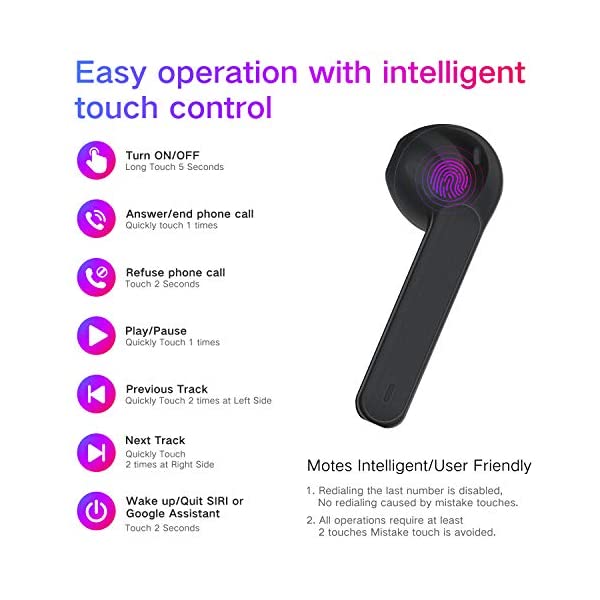 Easy operation with intelligent
touch control
Turn ON/OFF
Long Touch 5 Seconds
Answer/end phone call
Quickly touch 1 times
Refuse phone call
Touch 2 Seconds
Play/Pause
Quickly Touch 1 times
Previous Track
Quickly Touch 2 times at Left Side
Next Track
Quickly Touch
2 times at Right Side
Wake up/Quit SIRI or
Google Assistant
Touch 2 Seconds
Motes Intelligent/User Friendly
1. Redialing the last number is disabled,
No redialing caused by mistake touches.
2. All operations require at least
2 touches Mistake touch is avoided.